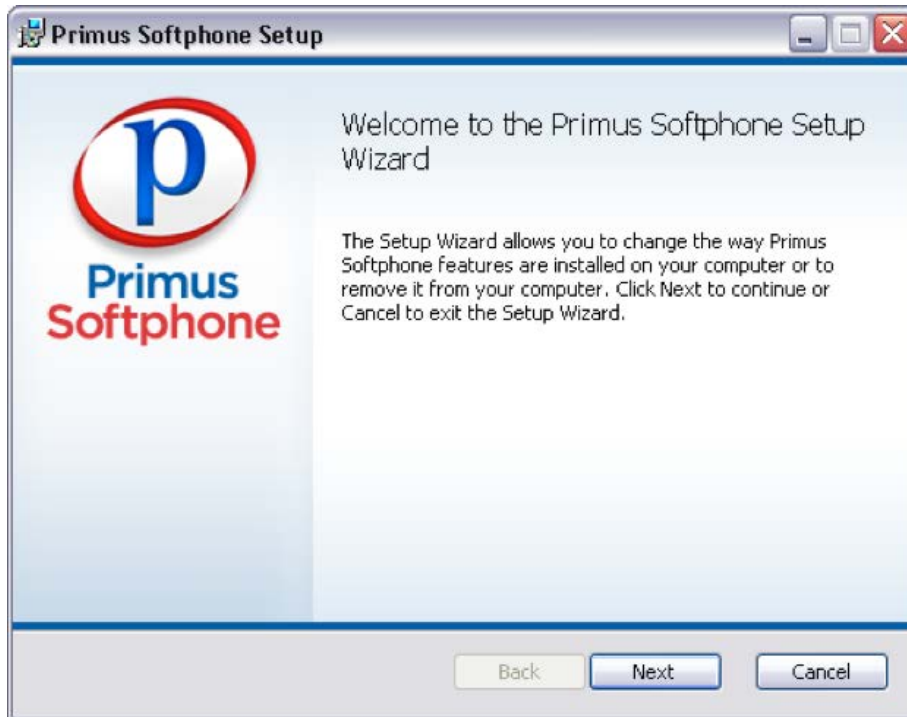 Primus Softphone Setup
p
Primus
Softphone
Welcome to the Primus Softphone Setup
Wizard
The Setup Wizard allows you to change the way Primus
Softphone features are installed on your computer or to
remove it from your computer. Click Next to continue or
Cancel to exit the Setup Wizard.
Back
Next
Cancel